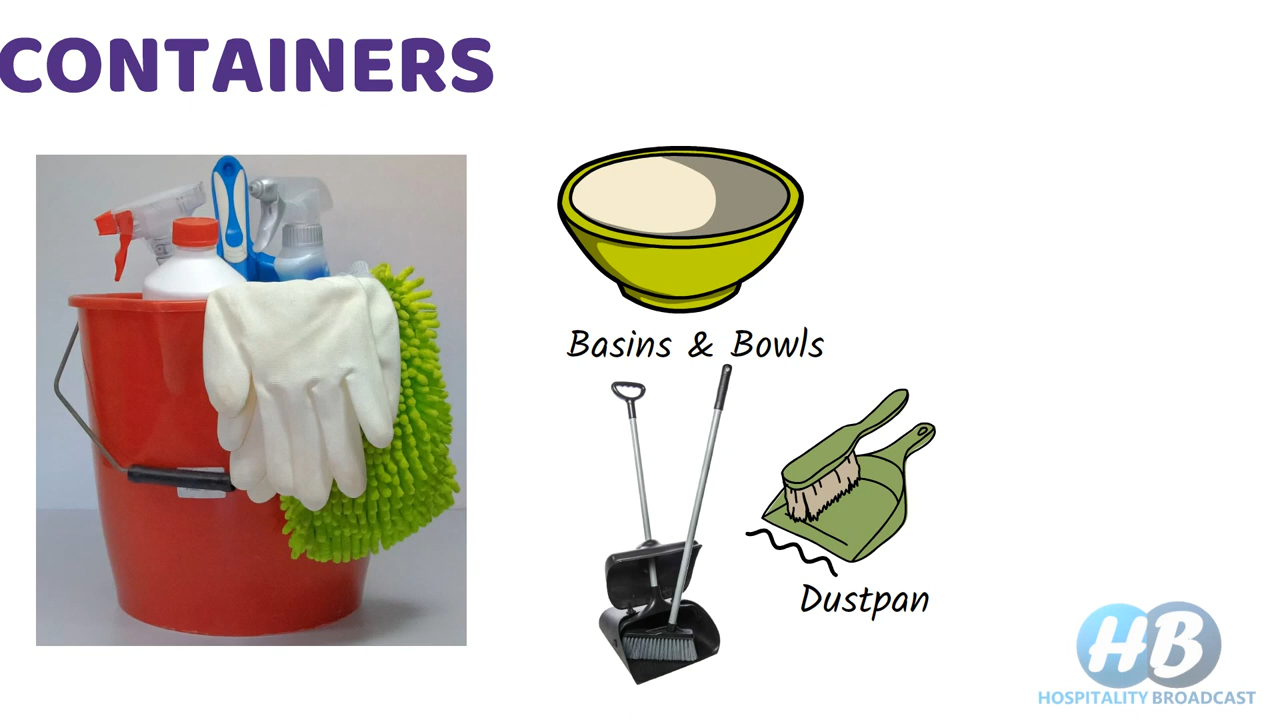 CONTAINERS
Basins & Bowls
Dustpan
HB
HOSPITALITY BROADCAST